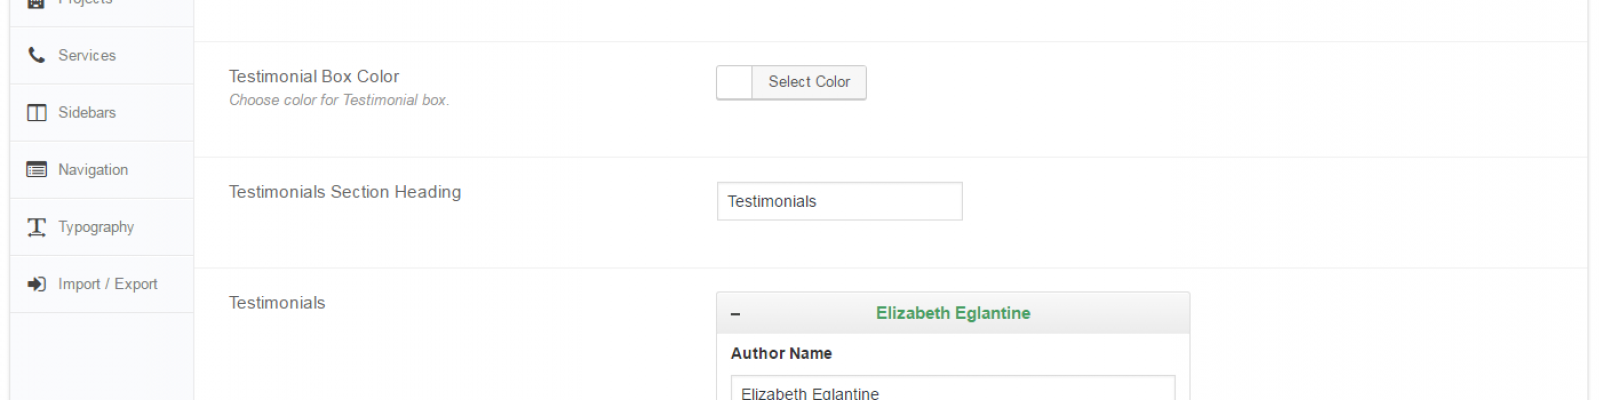 Projects
Services
Sidebars
Navigation
Typography
Import / Export
Testimonial Box Color
Choose color for Testimonial box.
Select Color
Testimonials Section Heading
Testimonials
Testimonials
Elizabeth Eglantine
Author Name
Elizabeth Eglantine